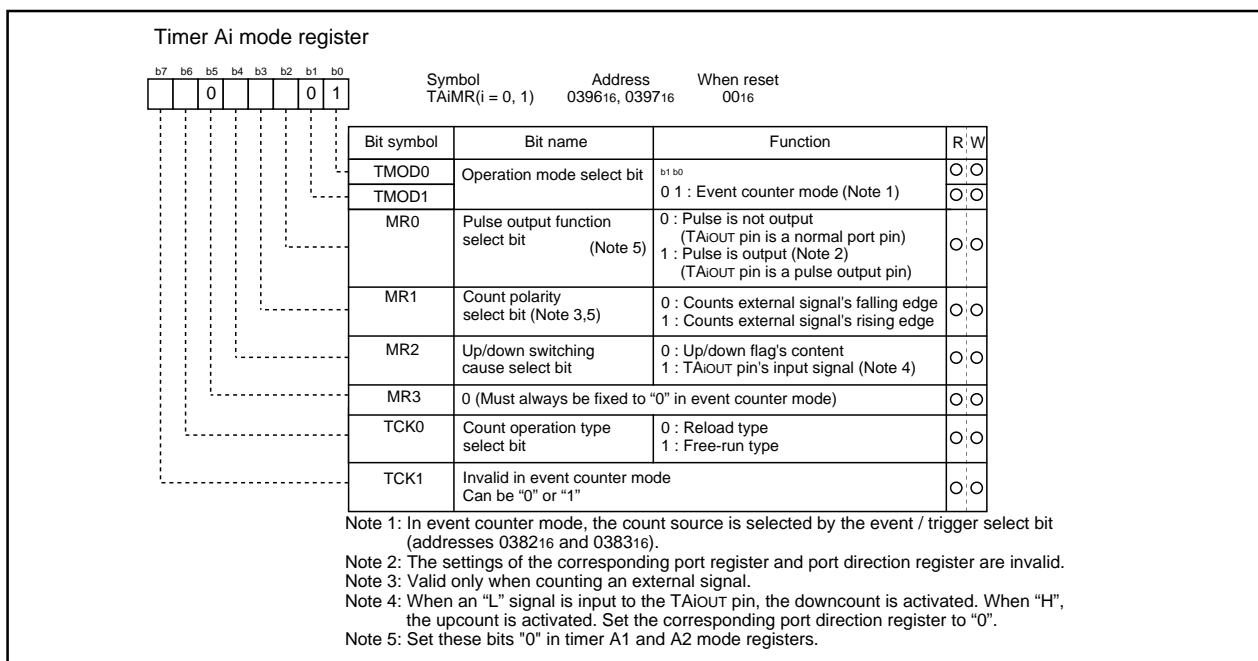 Timer Ai mode register
b7 b6 b5 b4 b3 b2 b1 b0
0 0 1
Symbol Address When reset
TAiMR(i = 0, 1) 039616, 039716 0016
Bit symbol Bit name Function R W
TMOD0 Operation mode select bit b1 b0
TMOD1 0 1 : Event counter mode (Note 1)
MR0 Pulse output function 0 : Pulse is not output
select bit (Note 5) (TAiOUT pin is a normal port pin)
1 : Pulse is output (Note 2)
(TAiOUT pin is a pulse output pin)
MR1 Count polarity 0 : Counts external signal's falling edge
select bit (Note 3,5) 1 : Counts external signal's rising edge
MR2 Up/down switching 0 : Up/down flag's content
cause select bit 1 : TAiOUT pin's input signal (Note 4)
MR3 0 (Must always be fixed to “0” in event counter mode)
TCK0 Count operation type 0 : Reload type
select bit 1 : Free-run type
TCK1 Invalid in event counter mode
Can be “0” or “1”
Note 1: In event counter mode, the count source is selected by the event / trigger select bit
(addresses 038216 and 038316).
Note 2: The settings of the corresponding port register and port direction register are invalid.
Note 3: Valid only when counting an external signal.
Note 4: When an “L” signal is input to the TAiOUT pin, the downcount is activated. When “H”,
the upcount is activated. Set the corresponding port direction register to “0”.
Note 5: Set these bits "0" in timer A1 and A2 mode registers.